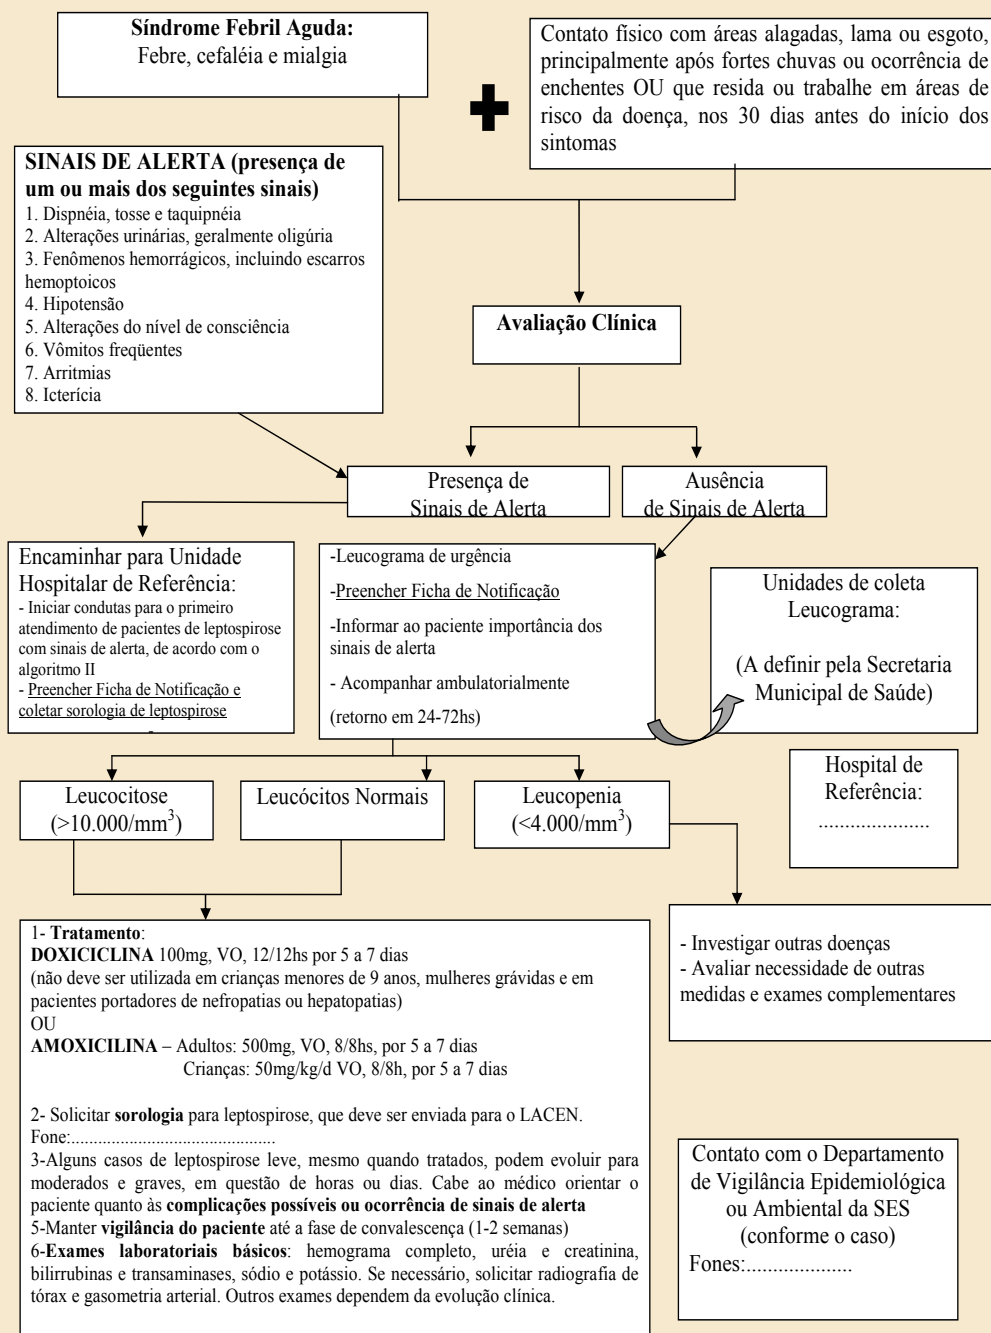 Síndrome Febril Aguda:
Febre, cefaléia e mialgia
Contato físico com áreas alagadas, lama ou esgoto,
principalmente após fortes chuvas ou ocorrência de
enchentes OU que resida ou trabalhe em áreas de
risco da doença, nos 30 dias antes do início dos
sintomas
SINAIS DE ALERTA (presença de
um ou mais dos seguintes sinais)
1. Dispnéia, tosse e taquipnéia
2. Alterações urinárias, geralmente oligúria
3. Fenômenos hemorrágicos, incluindo escarros
hemoptoicos
4. Hipotensão
5. Alterações do nível de consciência
6. Vômitos freqüentes
7. Arritmias
8. Icterícia
Avaliação Clínica
Presença de
Sinais de Alerta
Ausência
de Sinais de Alerta
Encaminhar para Unidade
Hospitalar de Referência:
- Iniciar condutas para o primeiro
atendimento de pacientes de leptospirose
com sinais de alerta, de acordo com o
algoritmo II
- Preencher Ficha de Notificação e
coletar sorologia de leptospirose
-
-Leucograma de urgência
-Preencher Ficha de Notificação
-Informar ao paciente importância dos
sinais de alerta
- Acompanhar ambulatorialmente
(retorno em 24-72hs)
Unidades de coleta
Leucograma:
(A definir pela Secretaria
Municipal de Saúde)
Hospital de
Referência:
.....................
Leucocitose
(>10.000/mm³)
Leucócitos Normais
Leucopenia
(<4.000/mm³)
- Investigar outras doenças
- Avaliar necessidade de outras
medidas e exames complementares
1- Tratamento:
DOXICICLINA 100mg, VO, 12/12hs por 5 a 7 dias
(não deve ser utilizada em crianças menores de 9 anos, mulheres grávidas e em
pacientes portadores de nefropatias ou hepatopatias)
OU
AMOXICILINA – Adultos: 500mg, VO, 8/8hs, por 5 a 7 dias
Crianças: 50mg/kg/d VO, 8/8h, por 5 a 7 dias
2- Solicitar sorologia para leptospirose, que deve ser enviada para o LACEN.
Fone:..............................................
3-Alguns casos de leptospirose leve, mesmo quando tratados, podem evoluir para
moderados e graves, em questão de horas ou dias. Cabe ao médico orientar o
paciente quanto às complicações possíveis ou ocorrência de sinais de alerta
5-Manter vigilância do paciente até a fase de convalescença (1-2 semanas)
6-Exames laboratoriais básicos: hemograma completo, uréia e creatinina,
bilirrubinas e transaminases, sódio e potássio. Se necessário, solicitar radiografia de
tórax e gasometria arterial. Outros exames dependem da evolução clínica.
Contato com o Departamento
de Vigilância Epidemiológica
ou Ambiental da SES
(conforme o caso)
Fones:....................